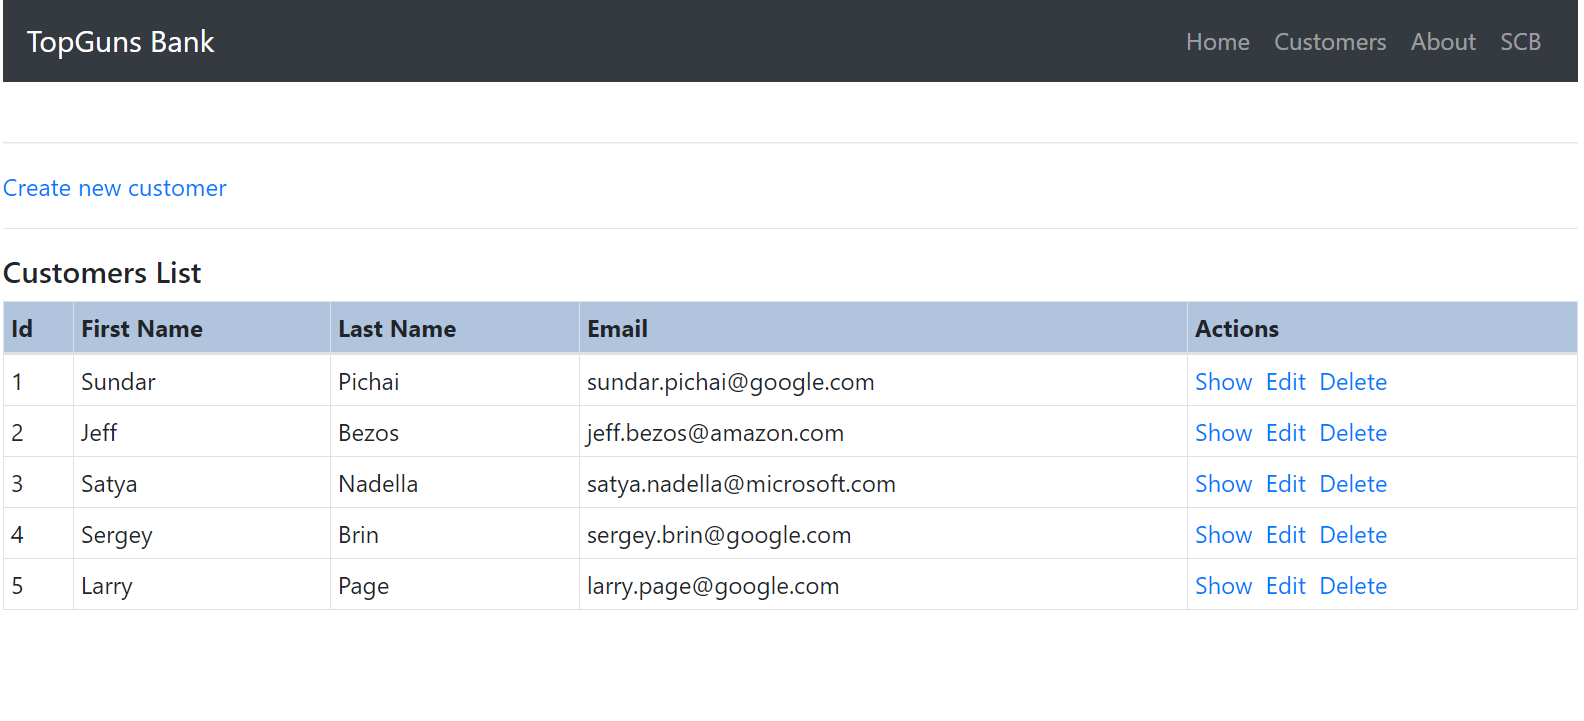 TopGuns Bank Home Customers About SCB
Create new customer
Customers List
Id First Name Last Name Email Actions
1 Sundar Pichai sundar.pichai@google.com Show Edit Delete
2 Jeff Bezos jeff.bezos@amazon.com Show Edit Delete
3 Satya Nadella satya.nadella@microsoft.com Show Edit Delete
4 Sergey Brin sergey.brin@google.com Show Edit Delete
5 Larry Page larry.page@google.com Show Edit Delete